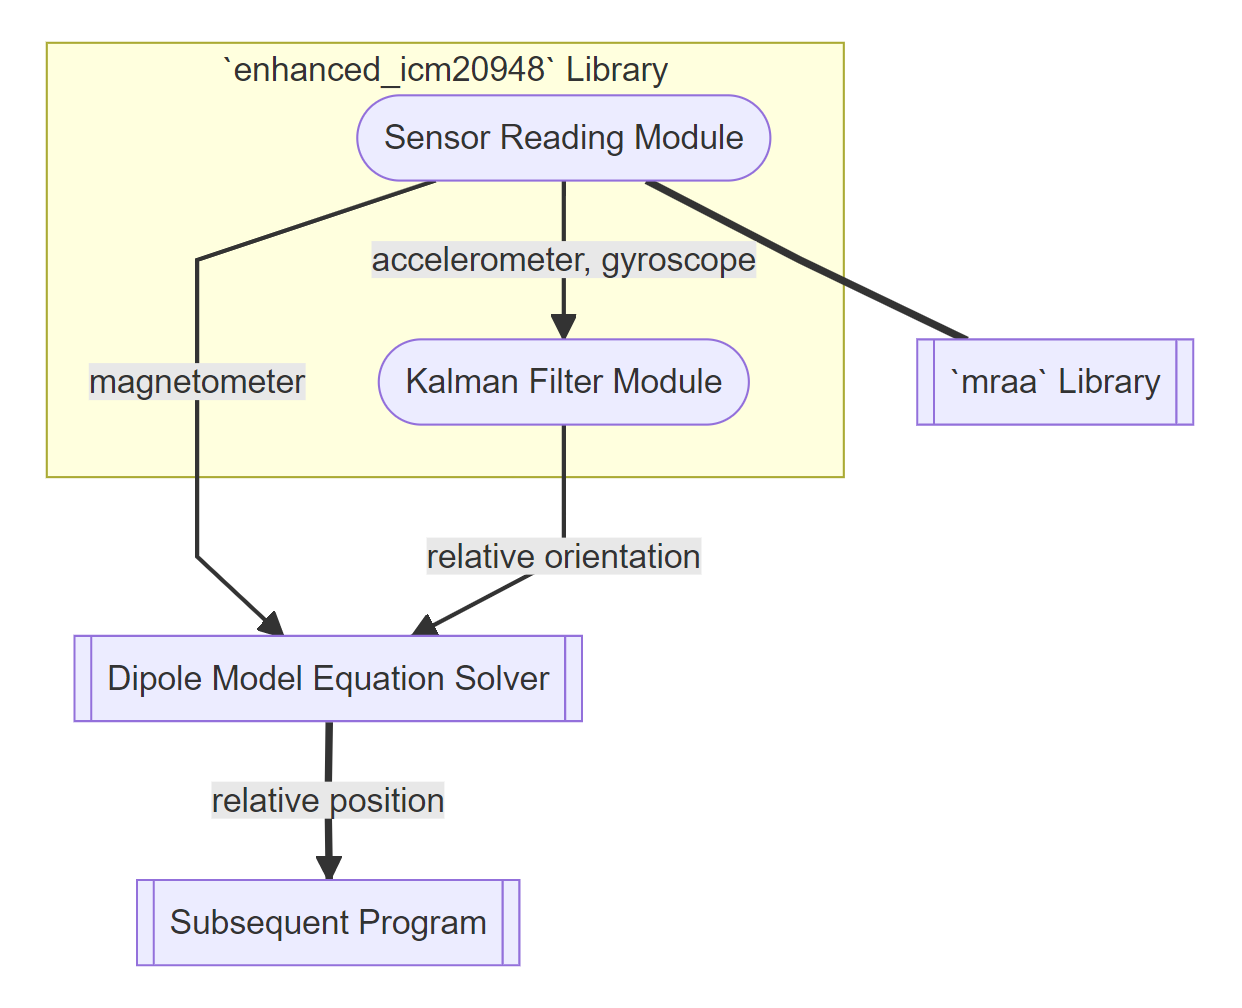 `enhanced_icm20948` Library
Sensor Reading Module
accelerometer, gyroscope
magnetometer
Kalman Filter Module
`mraa` Library
relative orientation
Dipole Model Equation Solver
relative position
Subsequent Program